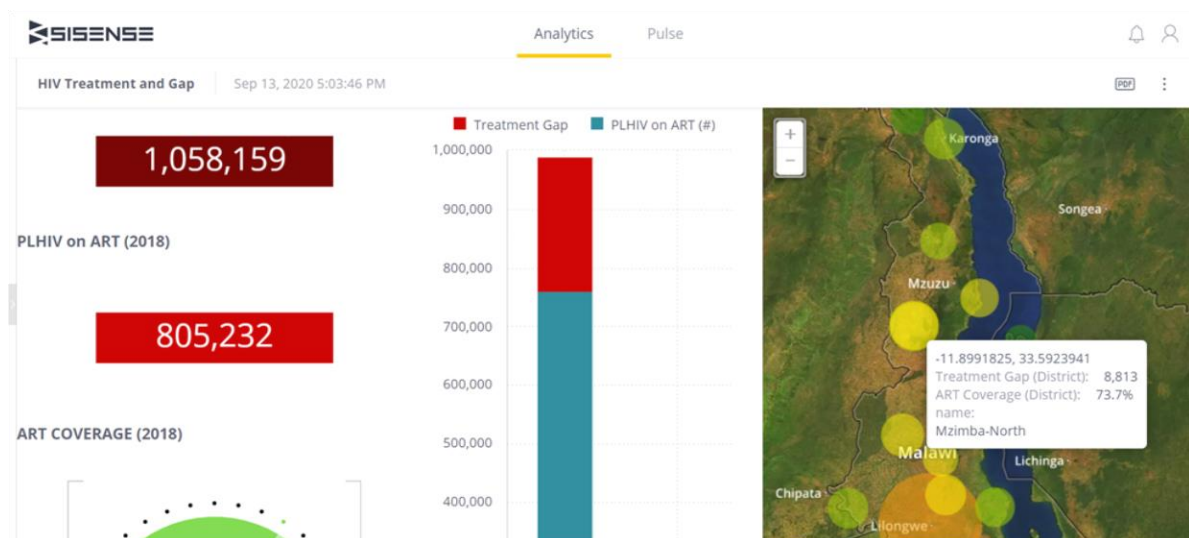 SISENSE
Analytics
Pulse
HIV Treatment and Gap
Sep 13, 2020 5:03:46 PM
PDF
1,058,159
PLHIV on ART (2018)
805,232
ART COVERAGE (2018)
Treatment Gap
PLHIV on ART (#)
1,000,000
900,000
800,000
700,000
600,000
500,000
400,000
+
−
Karonga
Songea
Mzuzu
-11.8991825, 33.5923941
Treatment Gap (District): 8,813
ART Coverage (District): 73.7%
name:
Mzimba-North
Malawi
Lichinga
Chipata
Lilongwe